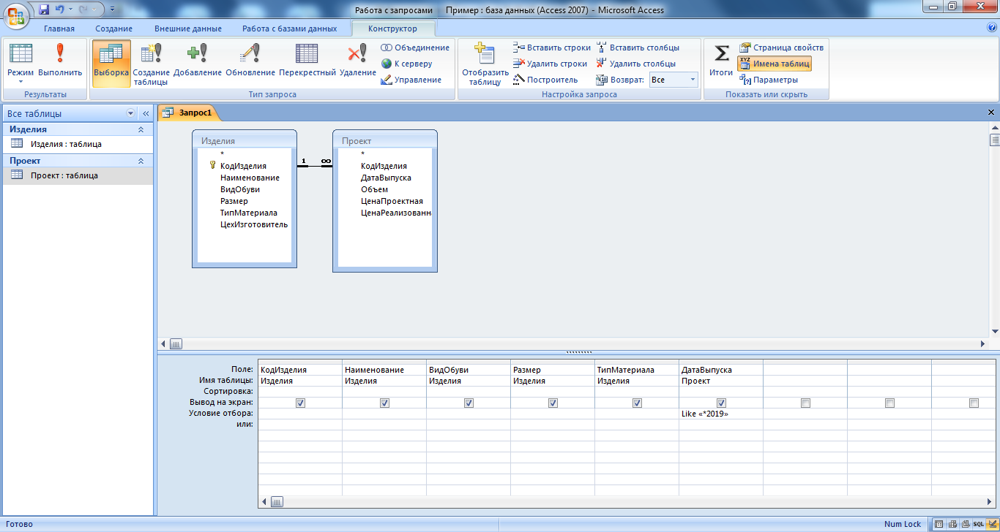 Работа с запросами Пример : база данных (Access 2007) - Microsoft Access
Главная Создание Внешние данные Работа с базами данных Конструктор
Режим Выполнить
Результаты
Выборка Создание таблицы Добавление Обновление Перекрестный Удаление
Объединение
К серверу
Управление
Тип запроса
Отобразить таблицу
Вставить строки
Удалить строки
Построитель
Вставить столбцы
Удалить столбцы
Возврат: Все
Настройка запроса
Итоги
Страница свойств
XYZ Имена таблиц
Параметры
Показать или скрыть
Все таблицы
Изделия
Изделия : таблица
Проект
Проект : таблица
Запрос1
Изделия
*
КодИзделия
Наименование
ВидОбуви
Размер
ТипМатериала
ЦехИзготовитель
1 ∞
Проект
*
КодИзделия
ДатаВыпуска
Объем
ЦенаПроектная
ЦенаРеализованн
Поле: КодИзделия Наименование ВидОбуви Размер ТипМатериала ДатаВыпуска
Имя таблицы: Изделия Изделия Изделия Изделия Изделия Проект
Сортировка:
Вывод на экран:
Условие отбора: Like «*2019»
или:
Готово
Num Lock
SQL